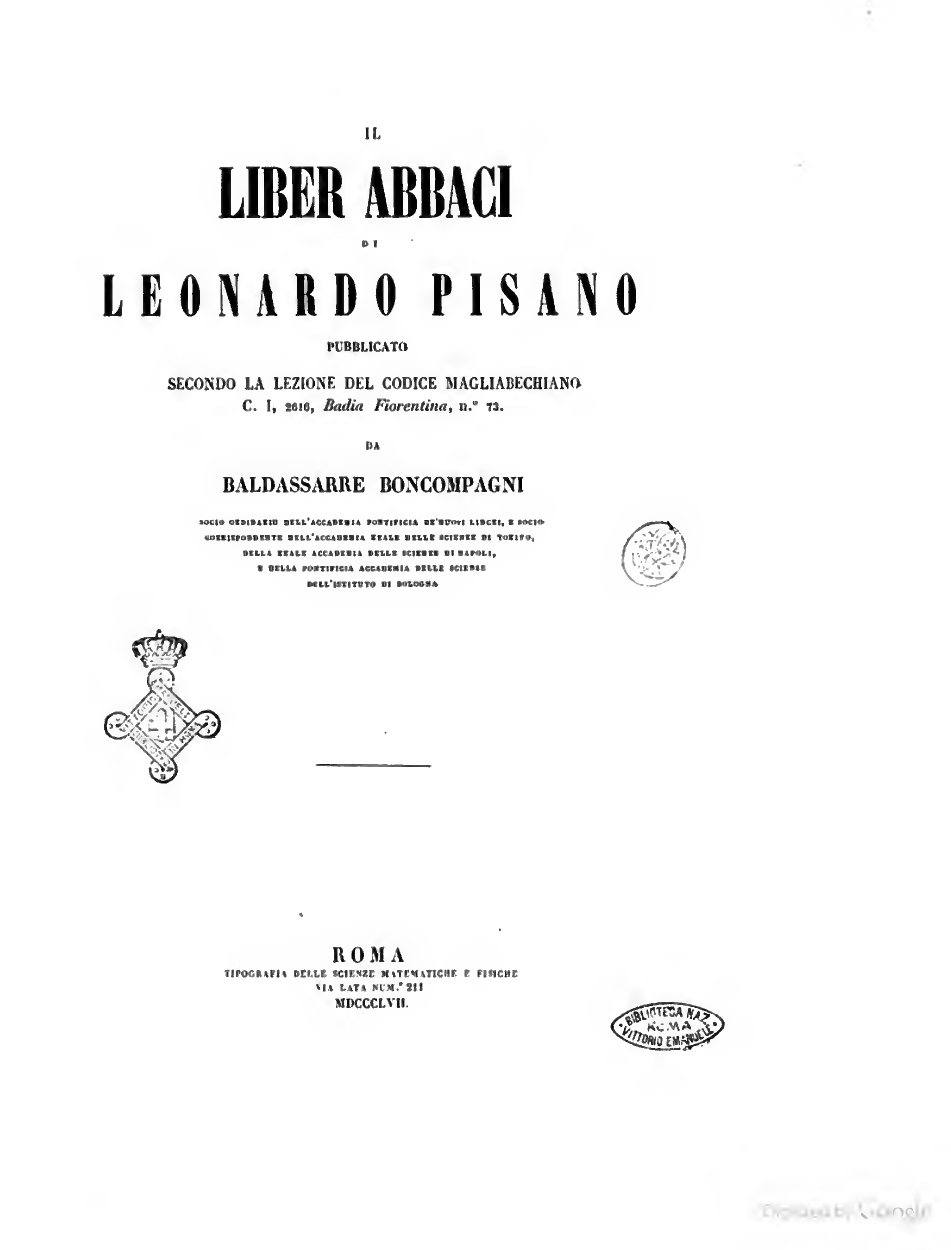 IL
LIBER ABBACI
DI
LEONARDO PISANO
PUBBLICATO
SECONDO LA LEZIONE DEL CODICE MAGLIABECHIANO
C. I, 2616, Badia Fiorentina, n.° 73.
DA
BALDASSARRE BONCOMPAGNI
SOCIO ORDINARIO DELL'ACCADEMIA PONTIFICIA DE'NUOVI LINCEI, E SOCIO
CORRISPONDENTE DELL'ACCADEMIA REALE DELLE SCIENZE DI TORINO,
DELLA REALE ACCADEMIA DELLE SCIENZE DI NAPOLI,
E DELLA PONTIFICIA ACCADEMIA DELLE SCIENZE
DELL'ISTITUTO DI BOLOGNA
ROMA
TIPOGRAFIA DELLE SCIENZE MATEMATICHE E FISICHE
VIA LATA NUM.° 211
MDCCCLVII.
BIBLIOTECA NAZ
ROMA
VITTORIO EMANUELE
Digitized by Google